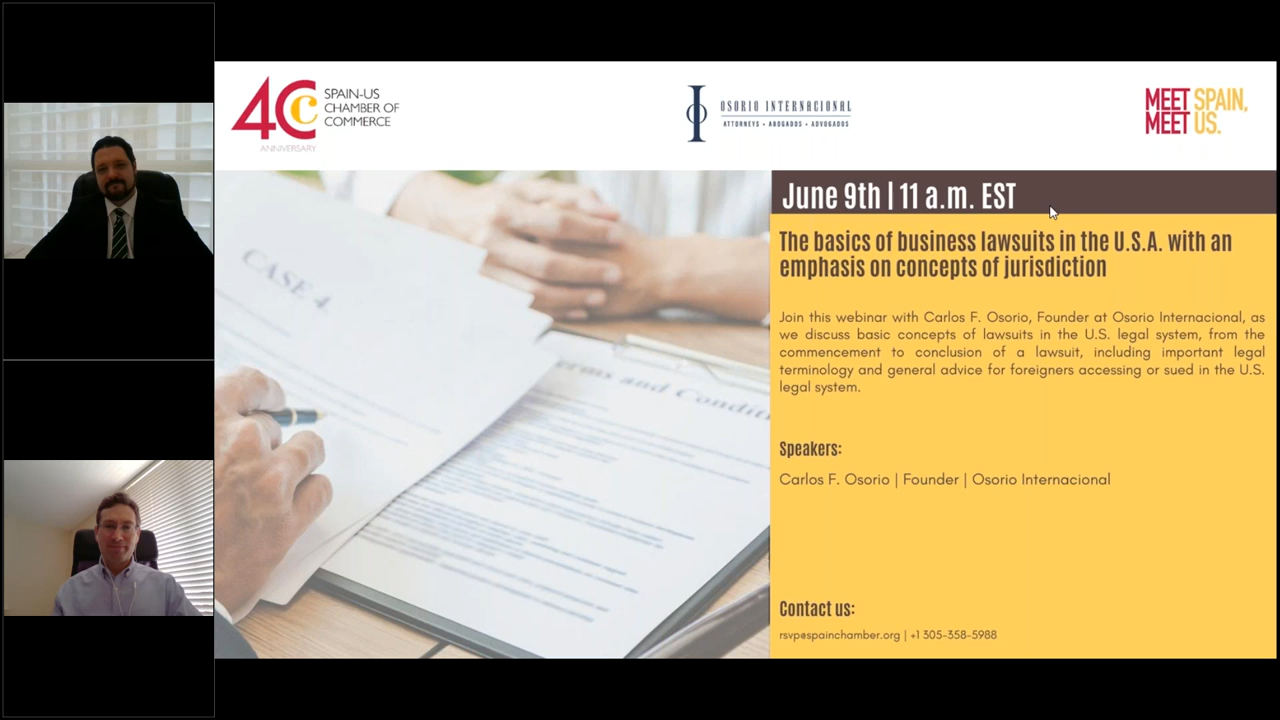 4Cc
SPAIN-US
CHAMBER OF
COMMERCE
ANNIVERSARY
OSORIO INTERNACIONAL
ATTORNEYS • ABOGADOS • ADVOGADOS
MEET SPAIN.
MEET US.
June 9th | 11 a.m. EST
The basics of business lawsuits in the U.S.A. with an
emphasis on concepts of jurisdiction
Join this webinar with Carlos F. Osorio, Founder at Osorio Internacional, as
we discuss basic concepts of lawsuits in the U.S. legal system, from the
commencement to conclusion of a lawsuit, including important legal
terminology and general advice for foreigners accessing or sued in the U.S.
legal system.
Speakers:
Carlos F. Osorio | Founder | Osorio Internacional
Contact us:
rsvp@spainchamber.org | +1 305-358-5988
CASE 4
Terms and Conditi